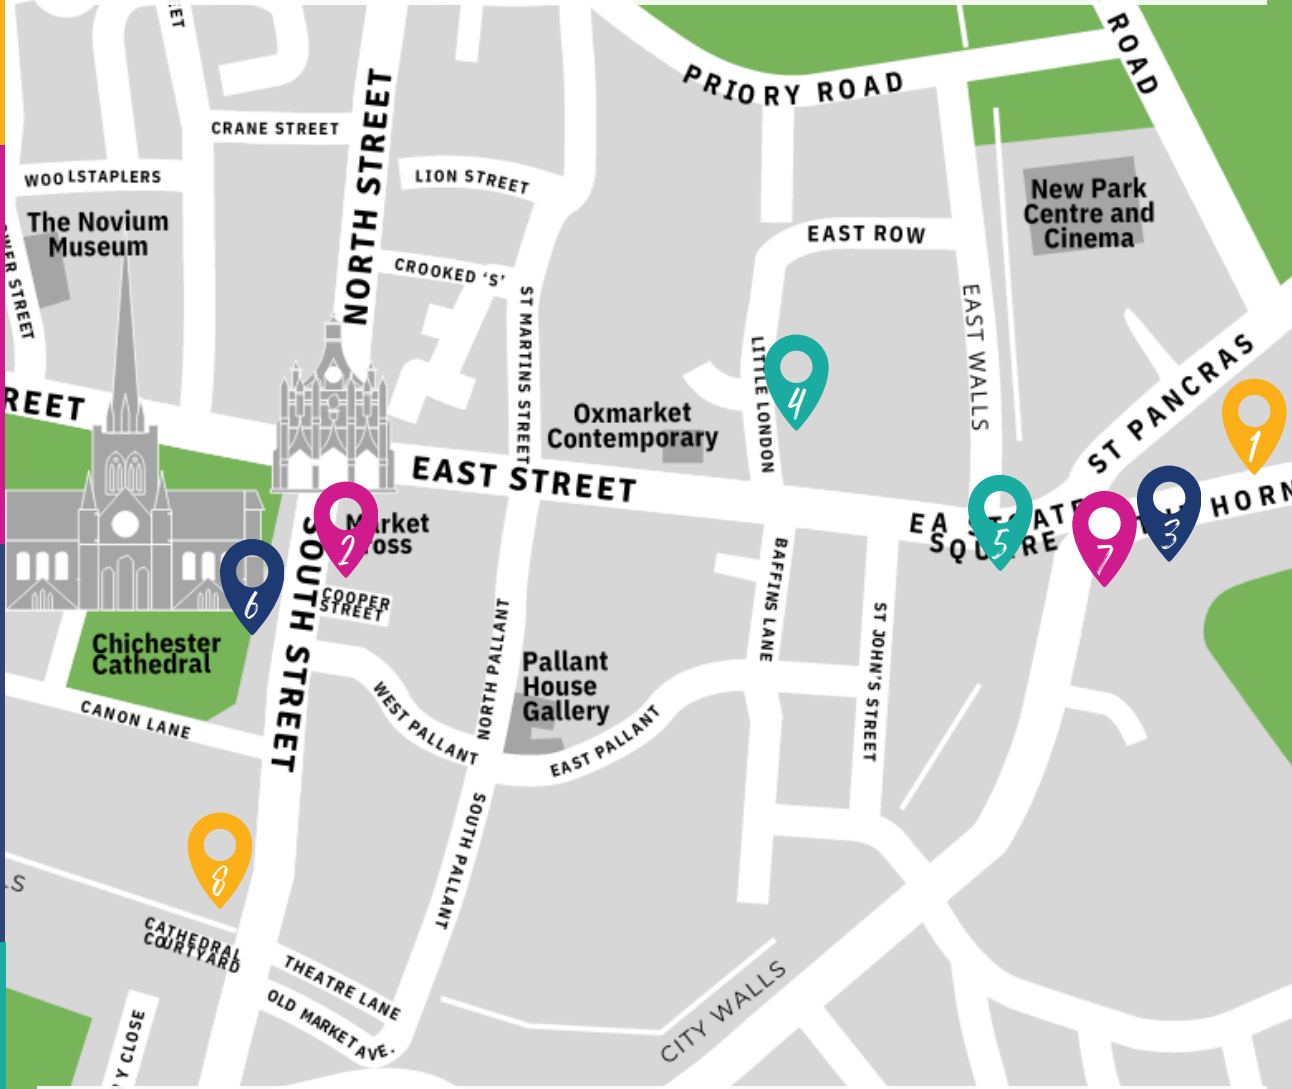 ROAD
PRIORY ROAD
CRANE STREET
NORTH STREET
WOOLSTAPLERS
LION STREET
The Novium
Museum
New Park
Centre and
Cinema
EAST ROW
CROOKED 'S'
ST MARTINS STREET
EAST WALLS
LITTLE LONDON
4
ST PANCRAS
1
Oxmarket
Contemporary
EAST STREET
HORN
3
5
7
SQUARE
2
SOUTH STREET
BAFFINS LANE
6
COOPER
STREET
NORTH PALLANT
ST JOHN'S STREET
Chichester
Cathedral
Pallant
House
Gallery
WEST PALLANT
EAST PALLANT
CANON LANE
SOUTH PALLANT
8
CATHEDRAL
COURTYARD
THEATRE LANE
OLD MARKET AVE.
CITY WALLS
Y CLOSE